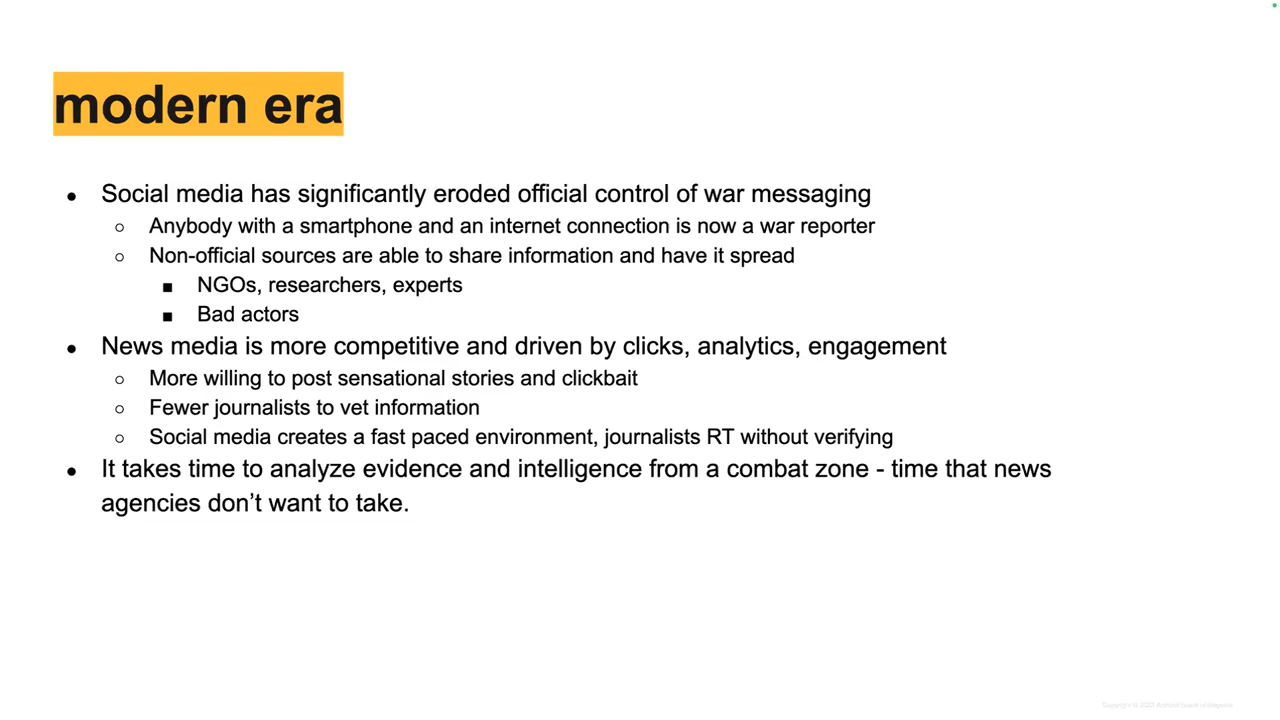 modern era
● Social media has significantly eroded official control of war messaging
○ Anybody with a smartphone and an internet connection is now a war reporter
○ Non-official sources are able to share information and have it spread
■ NGOs, researchers, experts
■ Bad actors
● News media is more competitive and driven by clicks, analytics, engagement
○ More willing to post sensational stories and clickbait
○ Fewer journalists to vet information
○ Social media creates a fast paced environment, journalists RT without verifying
● It takes time to analyze evidence and intelligence from a combat zone - time that news
agencies don’t want to take.
Copyright ©